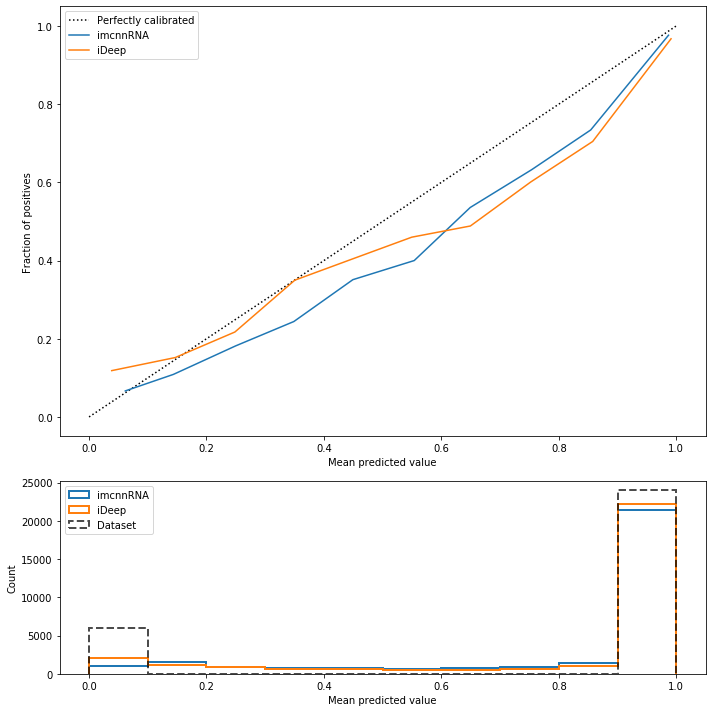 Perfectly calibrated
imcnnRNA
iDeep
1.0
0.8
0.6
0.4
0.2
0.0
Fraction of positives
0.0 0.2 0.4 0.6 0.8 1.0
Mean predicted value
imcnnRNA
iDeep
Dataset
25000
20000
15000
10000
5000
0
Count
0.0 0.2 0.4 0.6 0.8 1.0
Mean predicted value